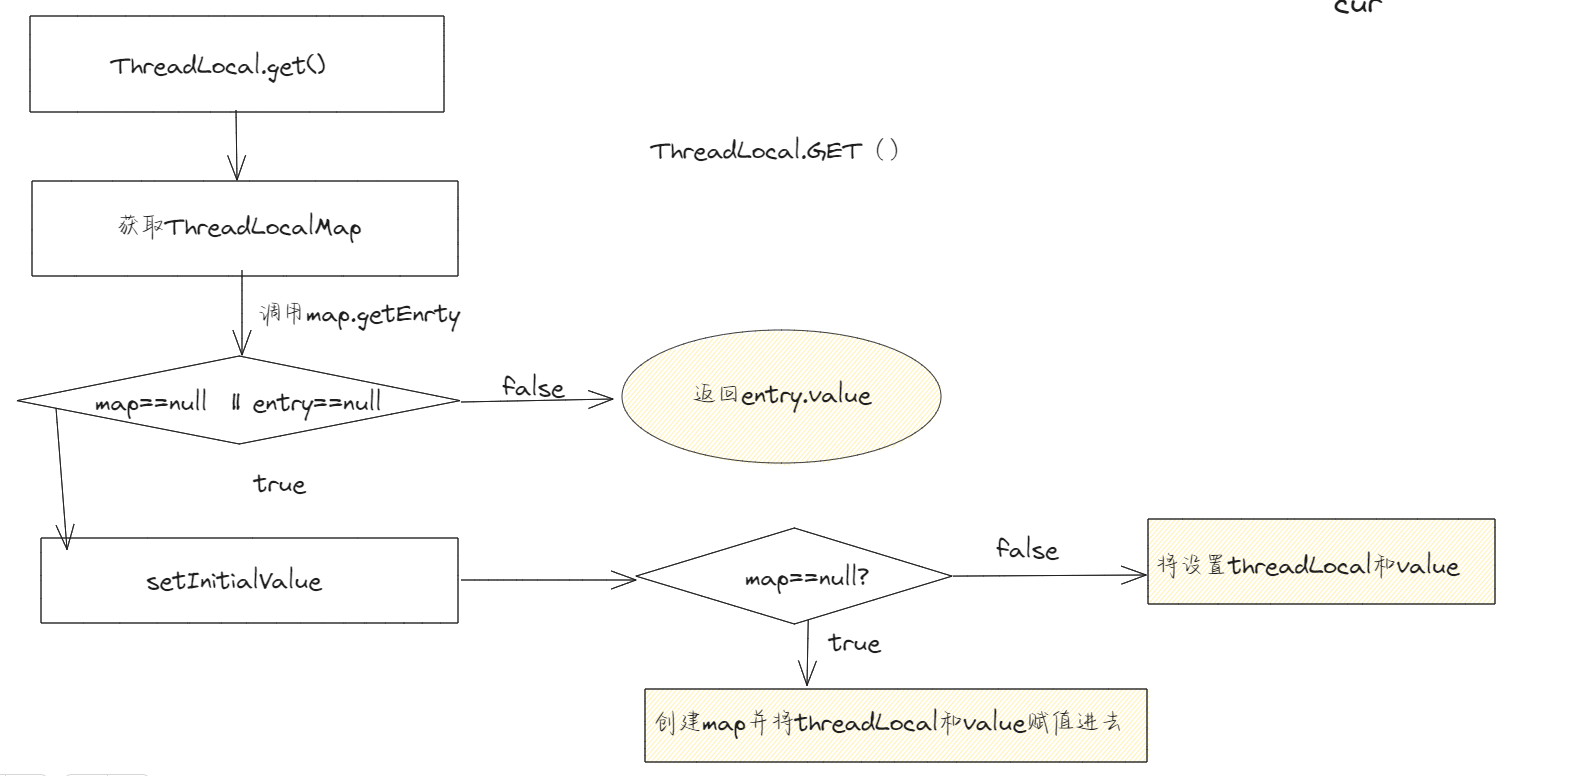 cur
ThreadLocal.get()
ThreadLocal.GET（）
获取ThreadLocalMap
调用map.getEnrty
map==null || entry==null
false
返回entry.value
true
setInitialValue
map==null?
false
将设置threadLocal和value
true
创建map并将threadLocal和value赋值进去